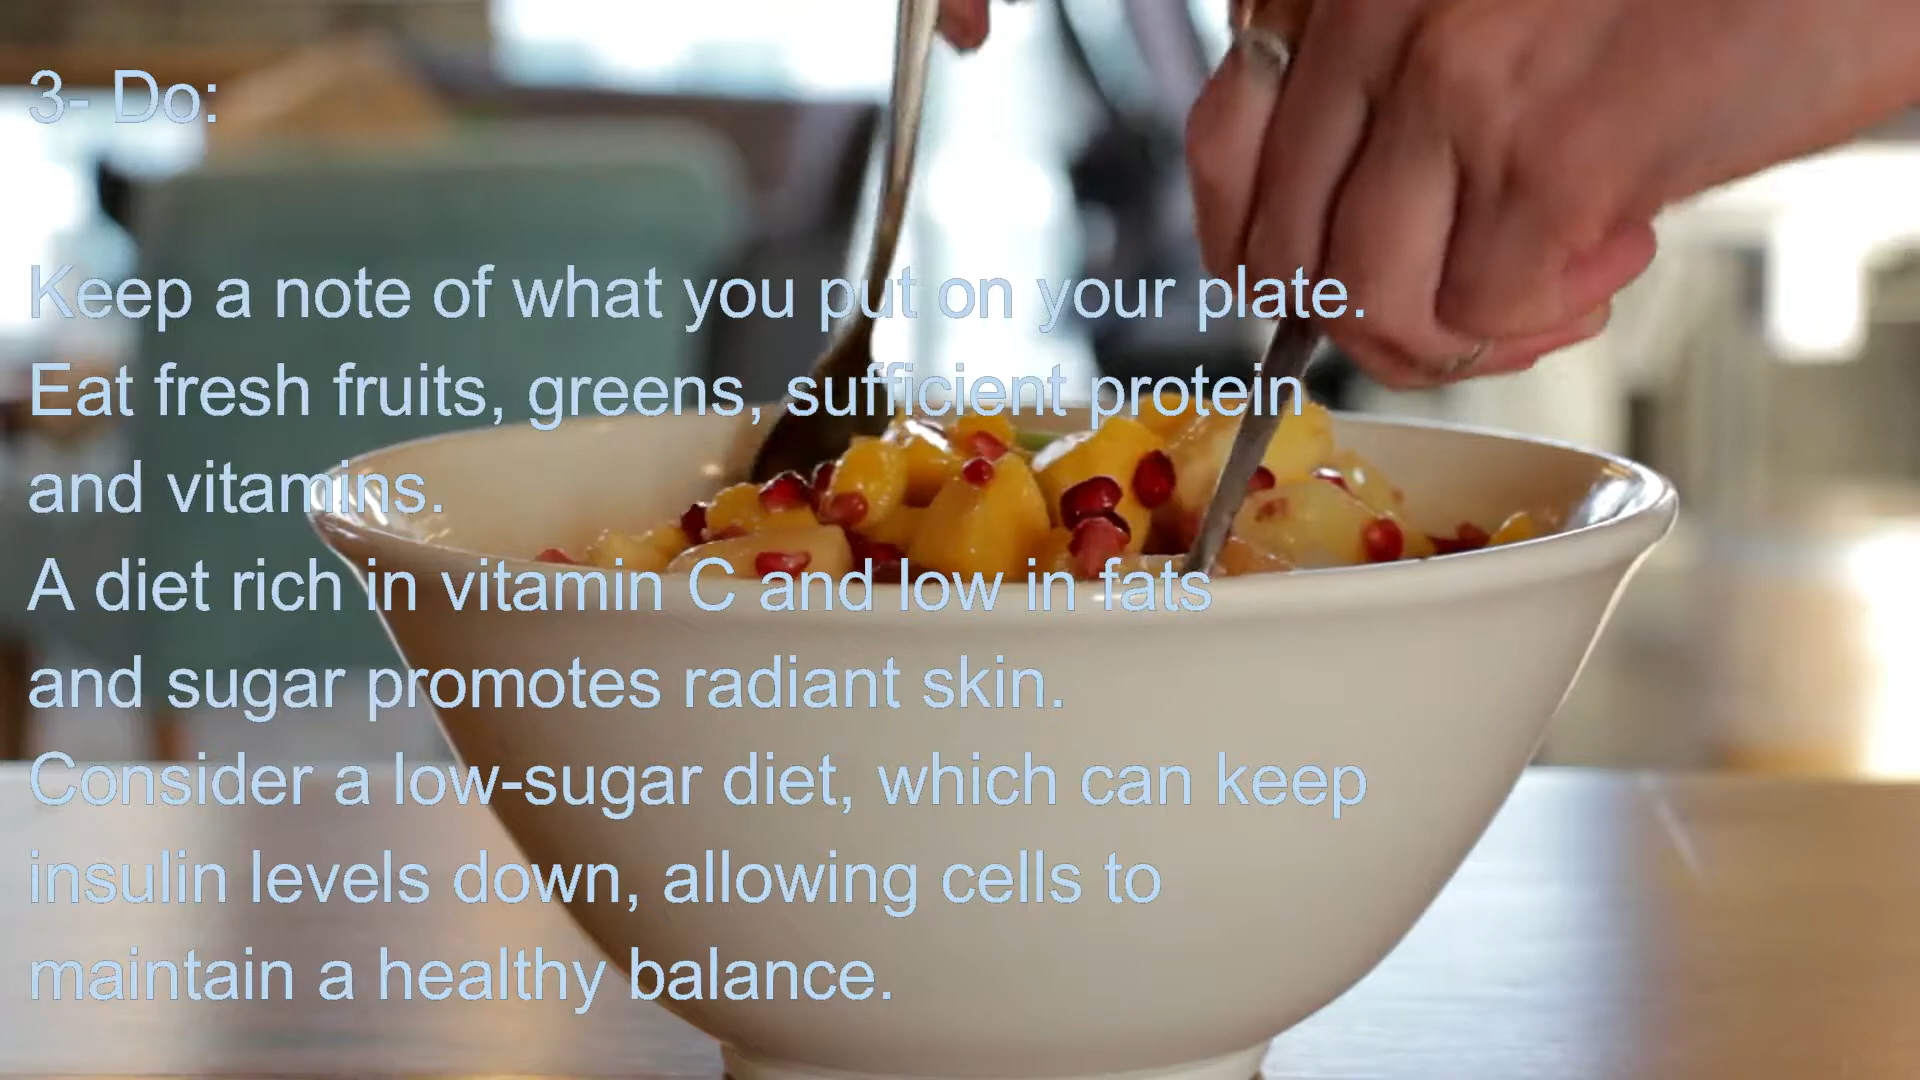 3- Do:
Keep a note of what you put on your plate.
Eat fresh fruits, greens, sufficient protein
and vitamins.
A diet rich in vitamin C and low in fats
and sugar promotes radiant skin.
Consider a low-sugar diet, which can keep
insulin levels down, allowing cells to
maintain a healthy balance.